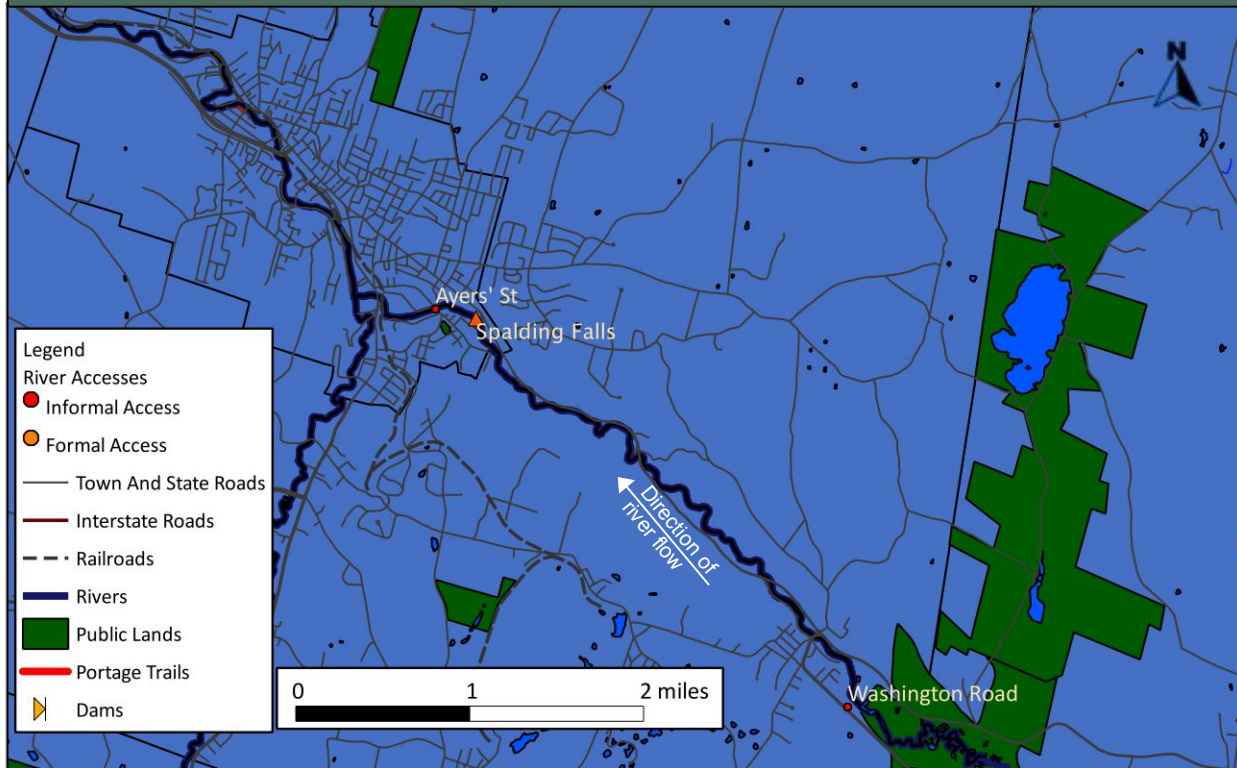 N
Ayers' St
Spalding Falls
Direction of
river flow
Washington Road
Legend
River Accesses
Informal Access
Formal Access
Town And State Roads
Interstate Roads
Railroads
Rivers
Public Lands
Portage Trails
Dams
0 1 2 miles